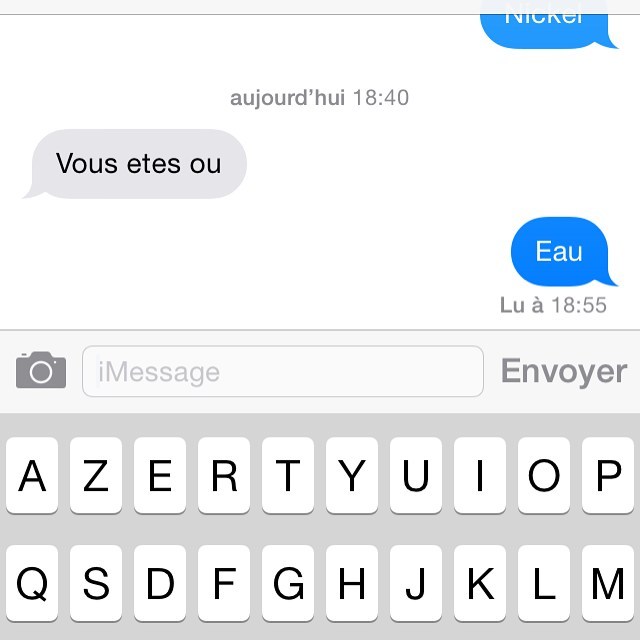 Nickel
aujourd'hui 18:40
Vous etes ou
Eau
Lu à 18:55
iMessage
Envoyer
A Z E R T Y U I O P
Q S D F G H J K L M